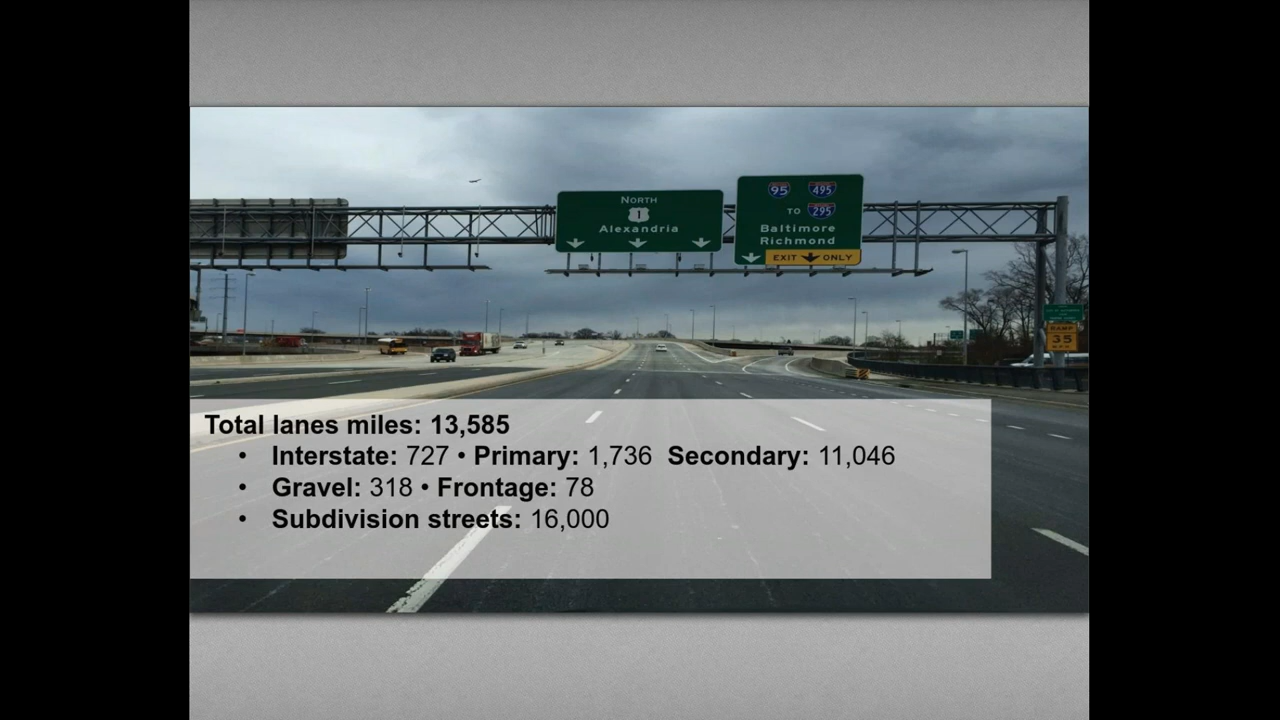 NORTH
1
Alexandria
95 495
TO 295
Baltimore
Richmond
EXIT ONLY
RAMP
35
Total lanes miles: 13,585
• Interstate: 727 • Primary: 1,736 Secondary: 11,046
• Gravel: 318 • Frontage: 78
• Subdivision streets: 16,000